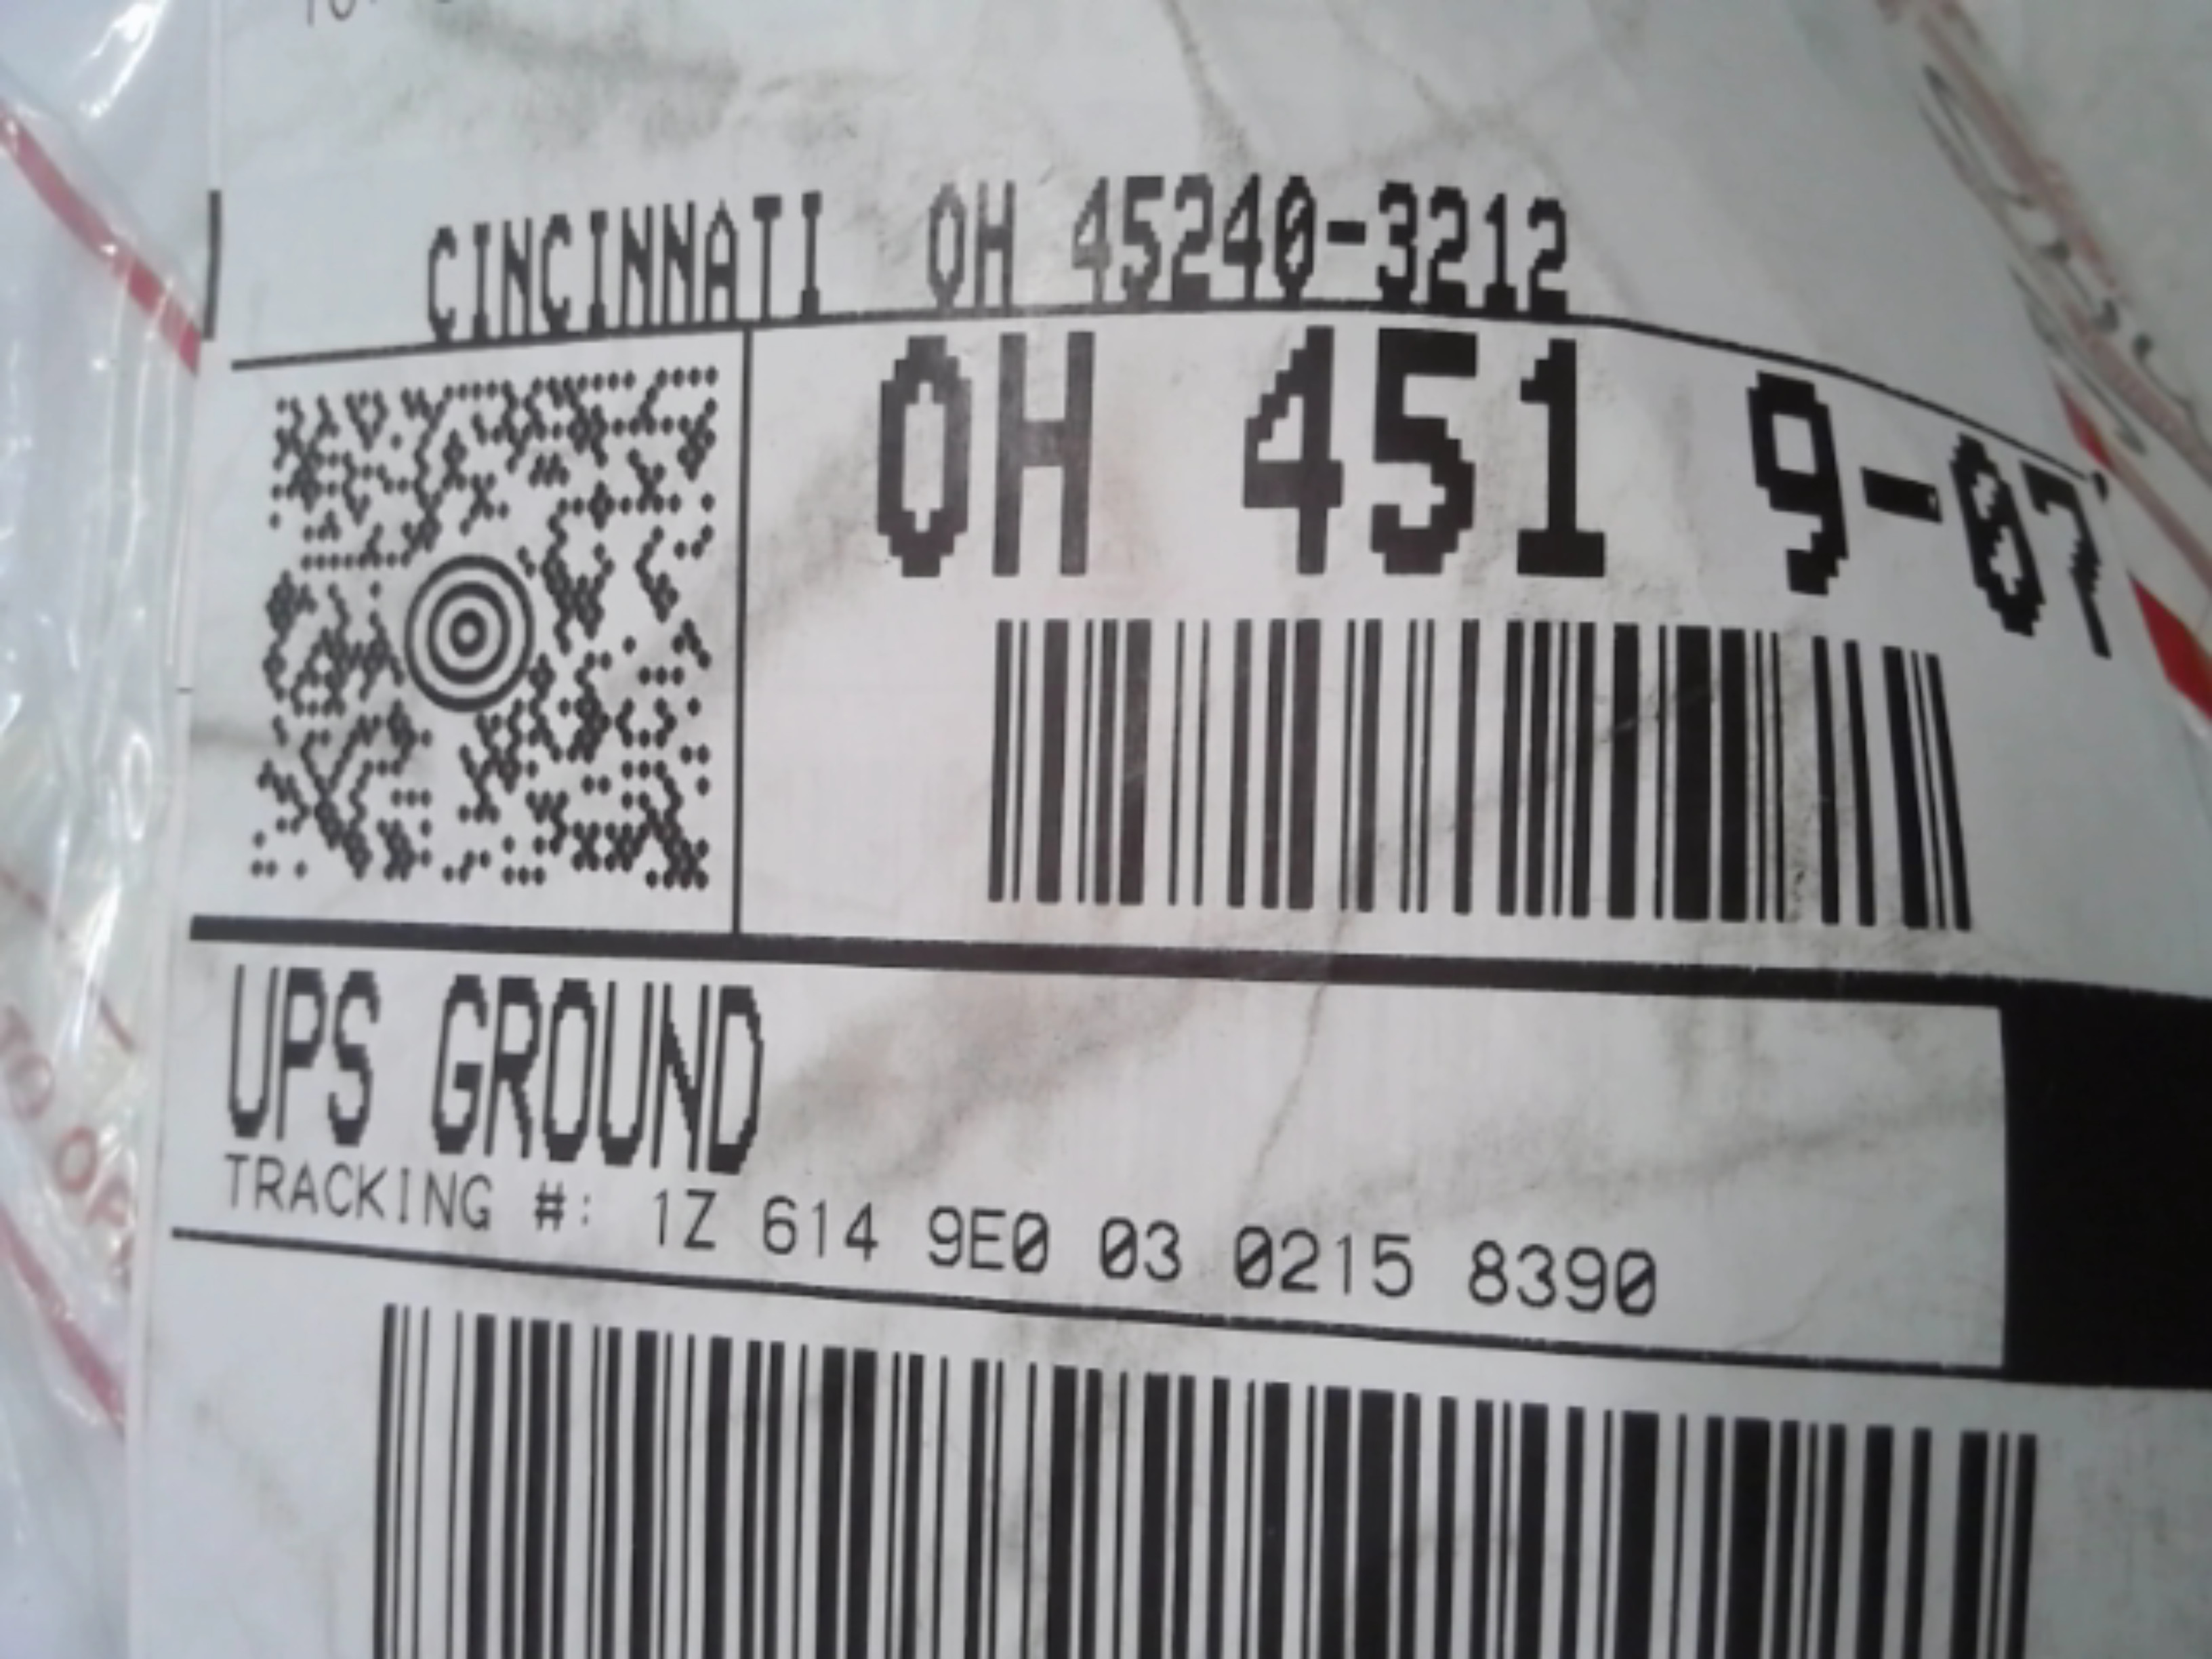 CINCINNATI OH 45240-3212
OH 451 9-07
UPS GROUND
TRACKING #: 1Z 614 9E0 03 0215 8390